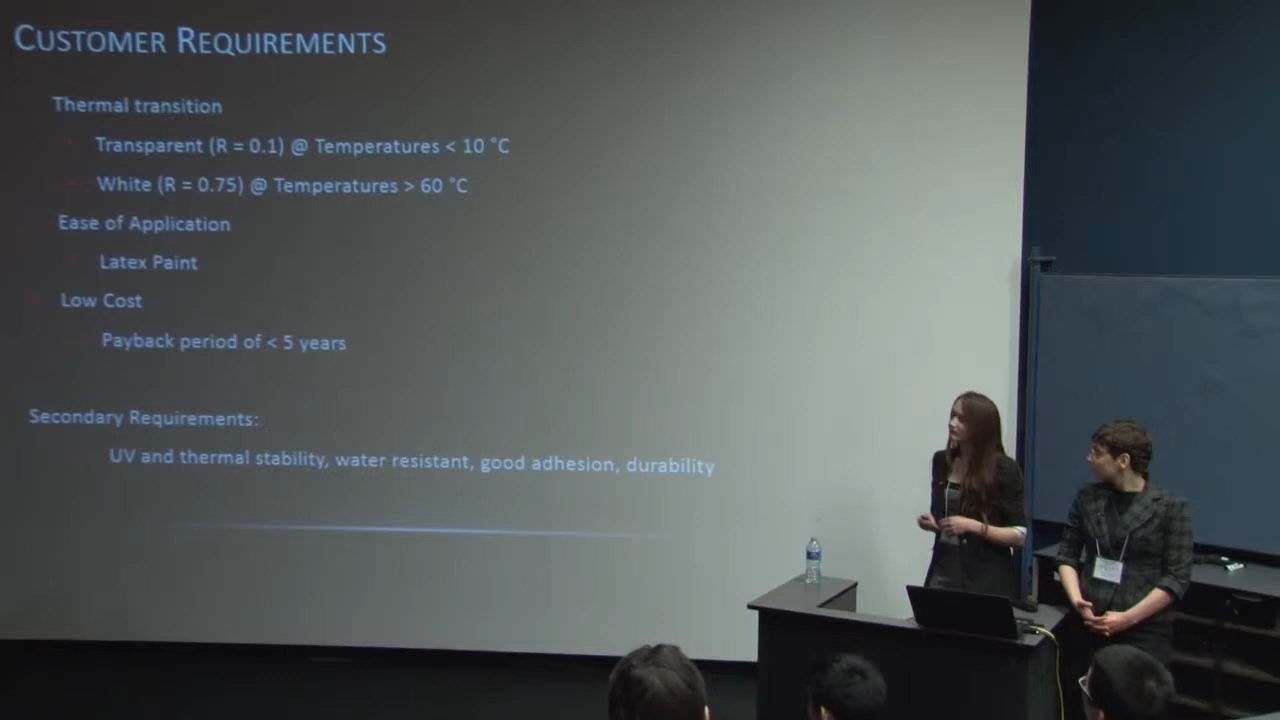 CUSTOMER REQUIREMENTS
Thermal transition
Transparent (R = 0.1) @ Temperatures < 10 °C
White (R = 0.75) @ Temperatures > 60 °C
Ease of Application
Latex Paint
Low Cost
Payback period of < 5 years
Secondary Requirements:
UV and thermal stability, water resistant, good adhesion, durability